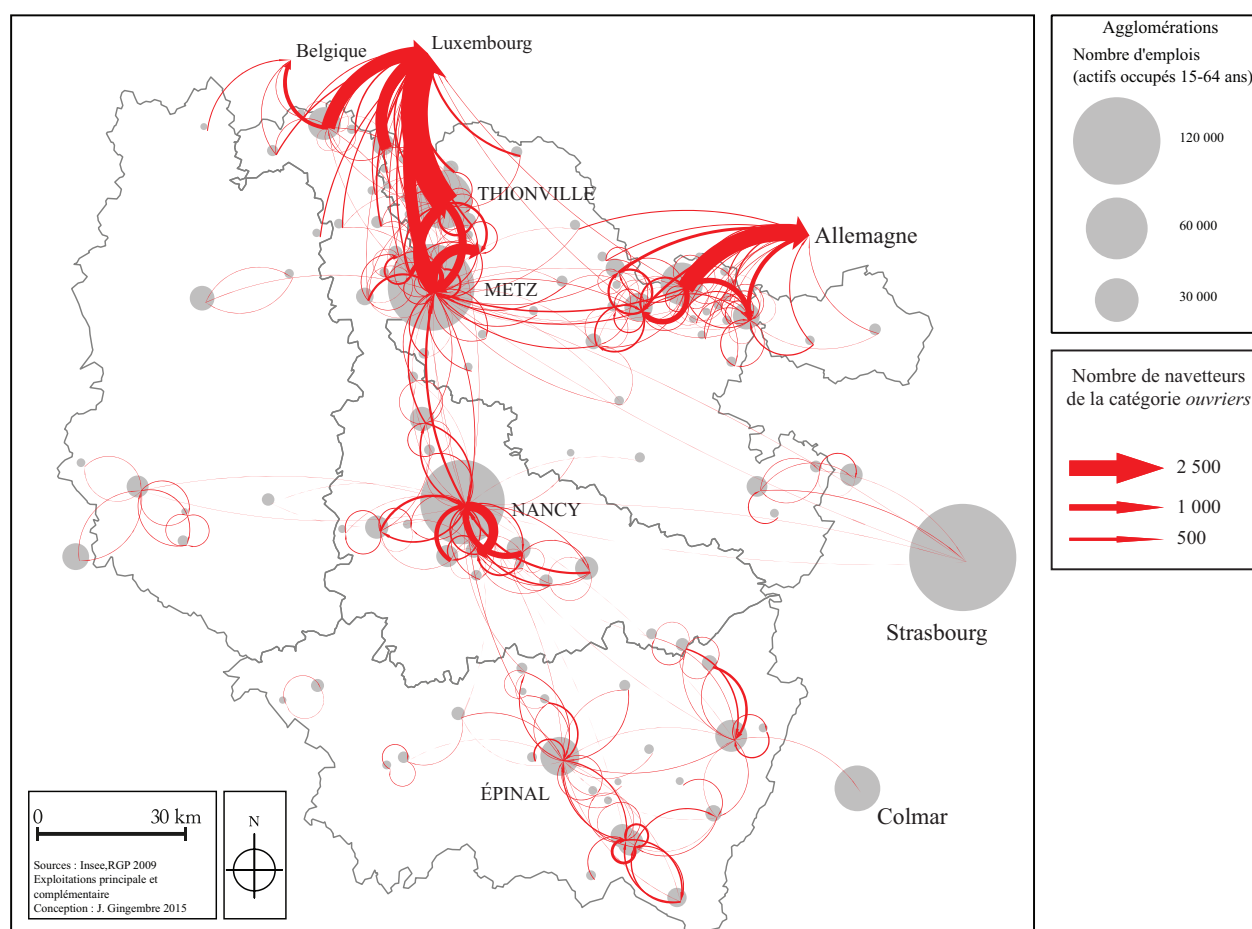 Belgique
Luxembourg
THIONVILLE
Allemagne
METZ
NANCY
Strasbourg
ÉPINAL
Colmar
0 30 km
Sources : Insee,RGP 2009
Exploitations principale et
complémentaire
Conception : J. Gingembre 2015
N
Agglomérations
Nombre d'emplois
(actifs occupés 15-64 ans)
120 000
60 000
30 000
Nombre de navetteurs
de la catégorie ouvriers
2 500
1 000
500